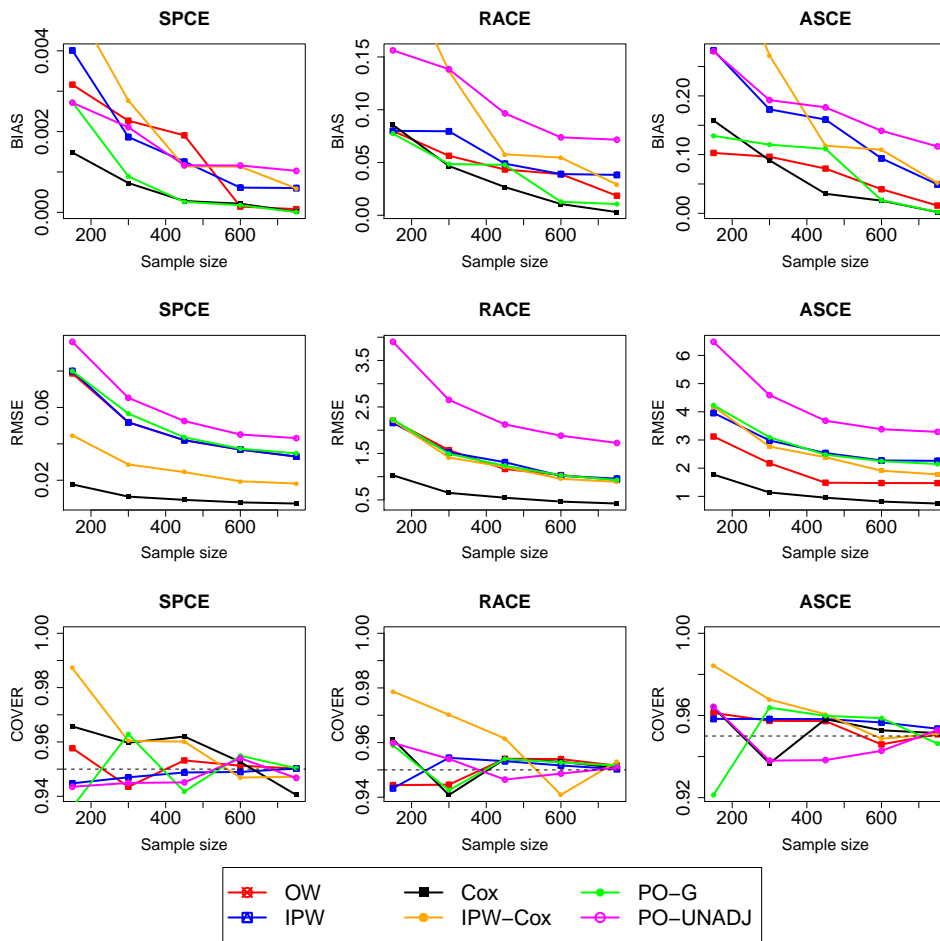 SPCE
RACE
ASCE
BIAS
0.000
0.002
0.004
200
400
600
Sample size
BIAS
0.00
0.05
0.10
0.15
200
400
600
Sample size
BIAS
0.00
0.10
0.20
200
400
600
Sample size
SPCE
RACE
ASCE
RMSE
0.02
0.06
200
400
600
Sample size
RMSE
0.5
1.5
2.5
3.5
200
400
600
Sample size
RMSE
1
2
3
4
5
6
200
400
600
Sample size
SPCE
RACE
ASCE
COVER
0.94
0.96
0.98
1.00
200
400
600
Sample size
COVER
0.94
0.96
0.98
1.00
200
400
600
Sample size
COVER
0.92
0.96
1.00
200
400
600
Sample size
OW
Cox
PO-G
IPW
IPW-Cox
PO-UNADJ